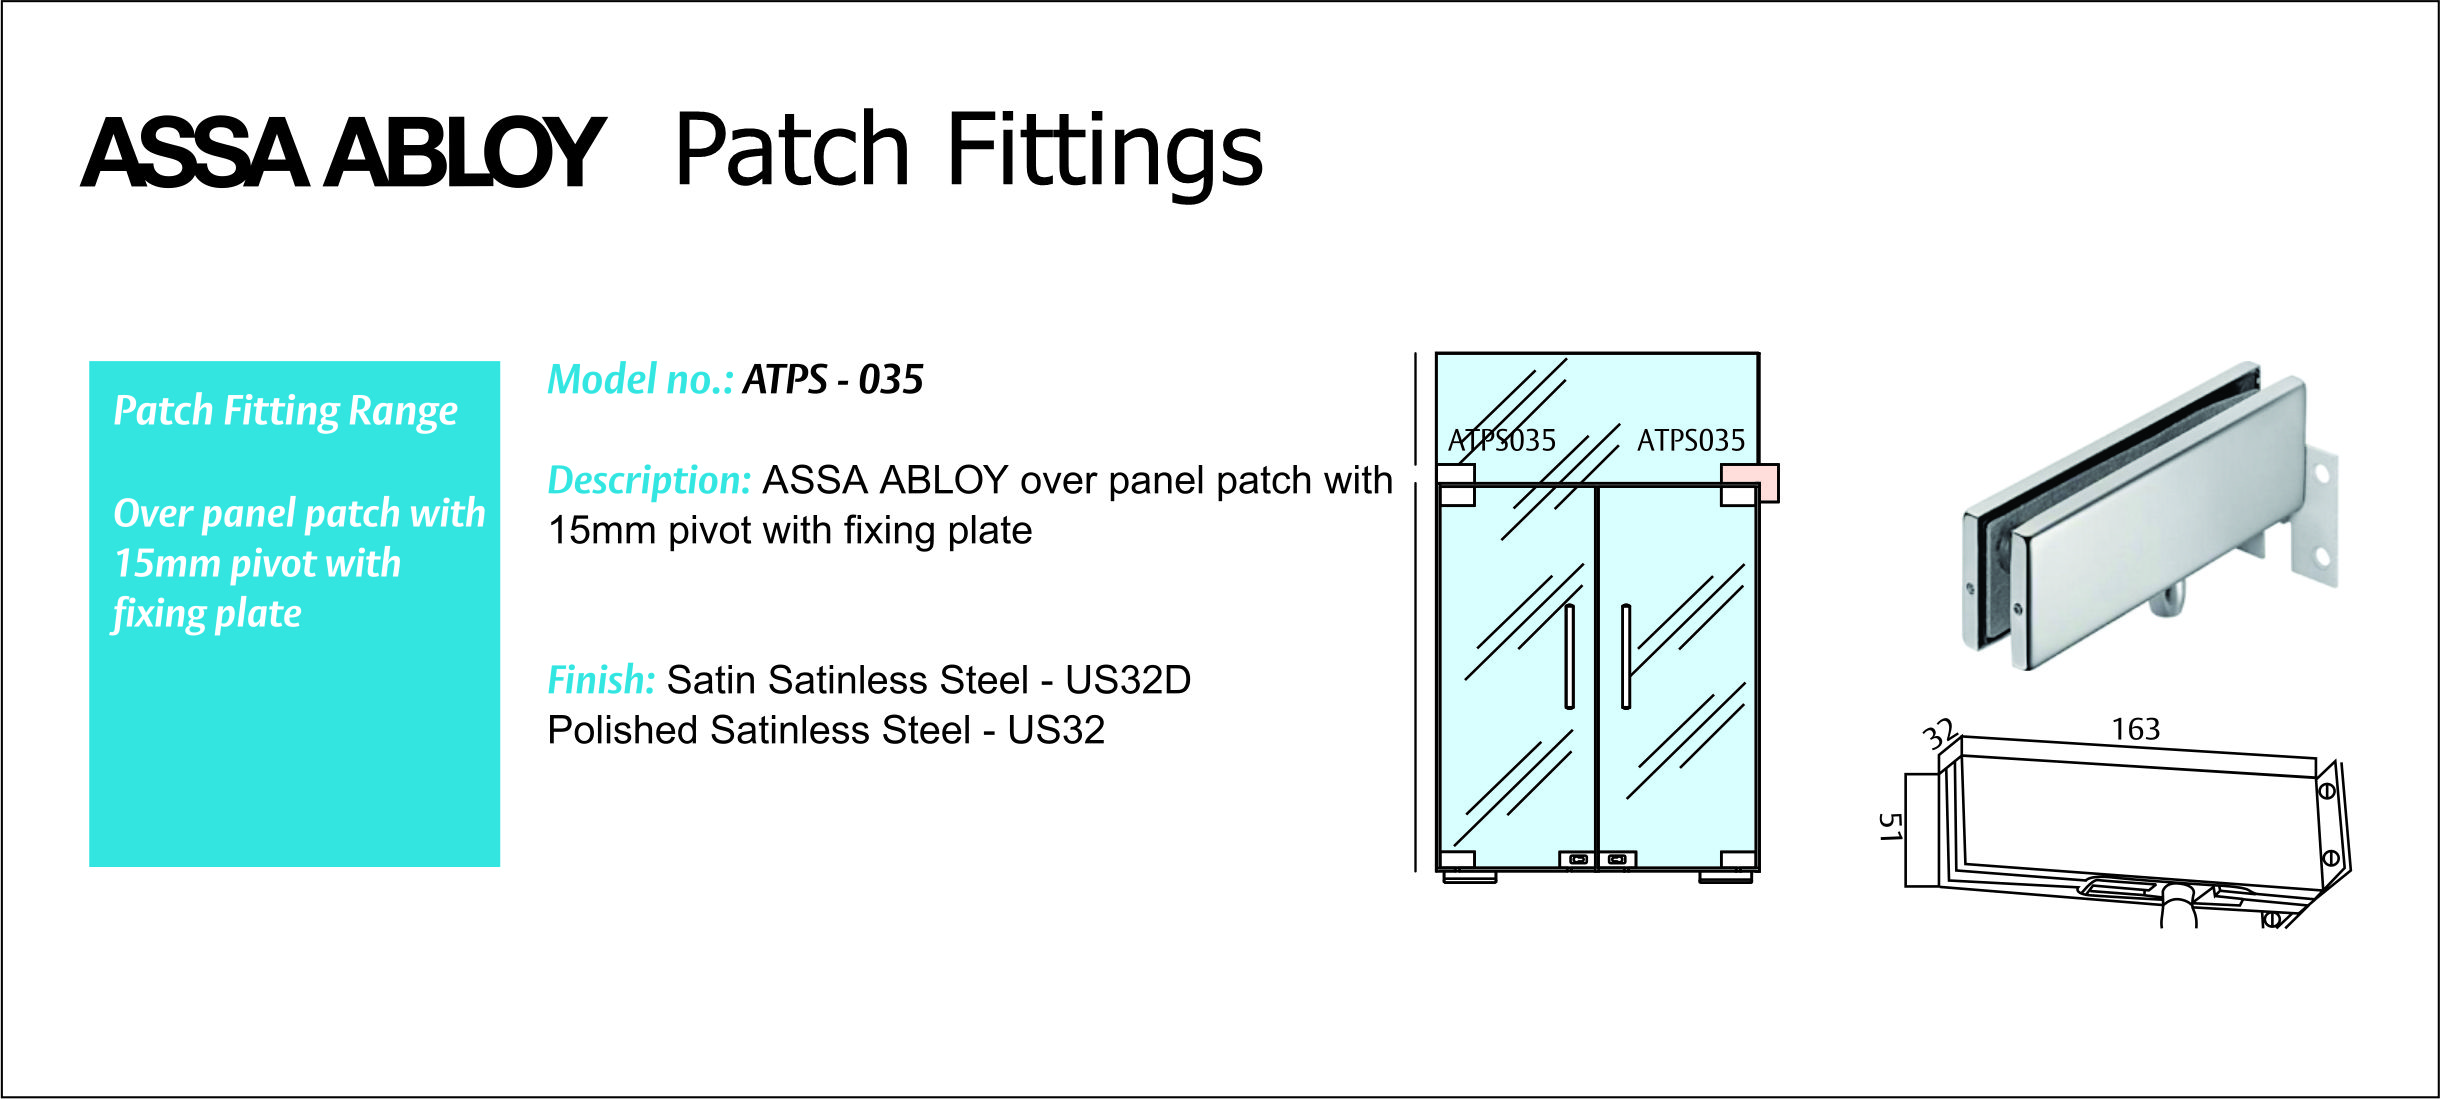 ASSA ABLOY Patch Fittings
Patch Fitting Range
Over panel patch with
15mm pivot with
fixing plate
Model no.: ATPS - 035
Description: ASSA ABLOY over panel patch with
15mm pivot with fixing plate
Finish: Satin Satinless Steel - US32D
Polished Satinless Steel - US32
ATPS035
ATPS035
32
163
51